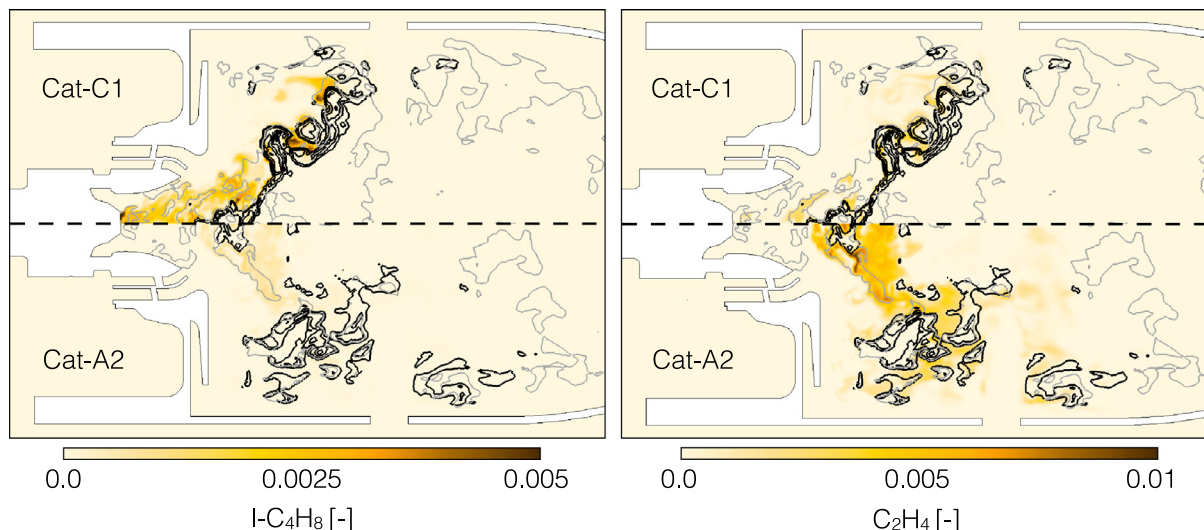 Cat-C1
Cat-A2
0.0 0.0025 0.005
I-C₄H₈ [-]
Cat-C1
Cat-A2
0.0 0.005 0.01
C₂H₄ [-]